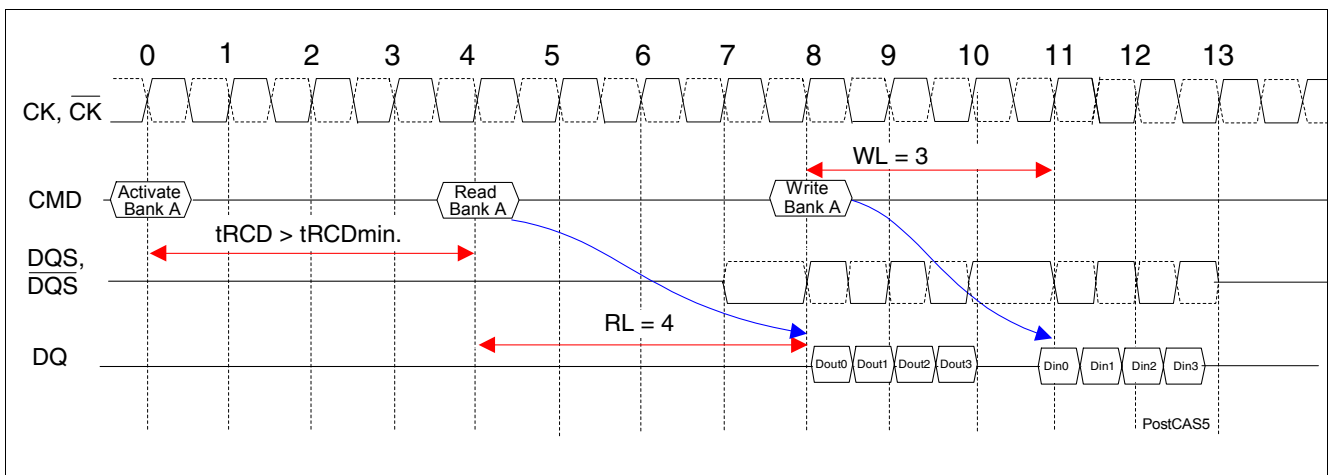 0 1 2 3 4 5 6 7 8 9 10 11 12 13
CK, CK
WL = 3
CMD
Activate
Bank A
Read
Bank A
Write
Bank A
tRCD > tRCDmin.
DQS,
DQS
RL = 4
DQ
Dout0 Dout1 Dout2 Dout3 Din0 Din1 Din2 Din3
PostCAS5